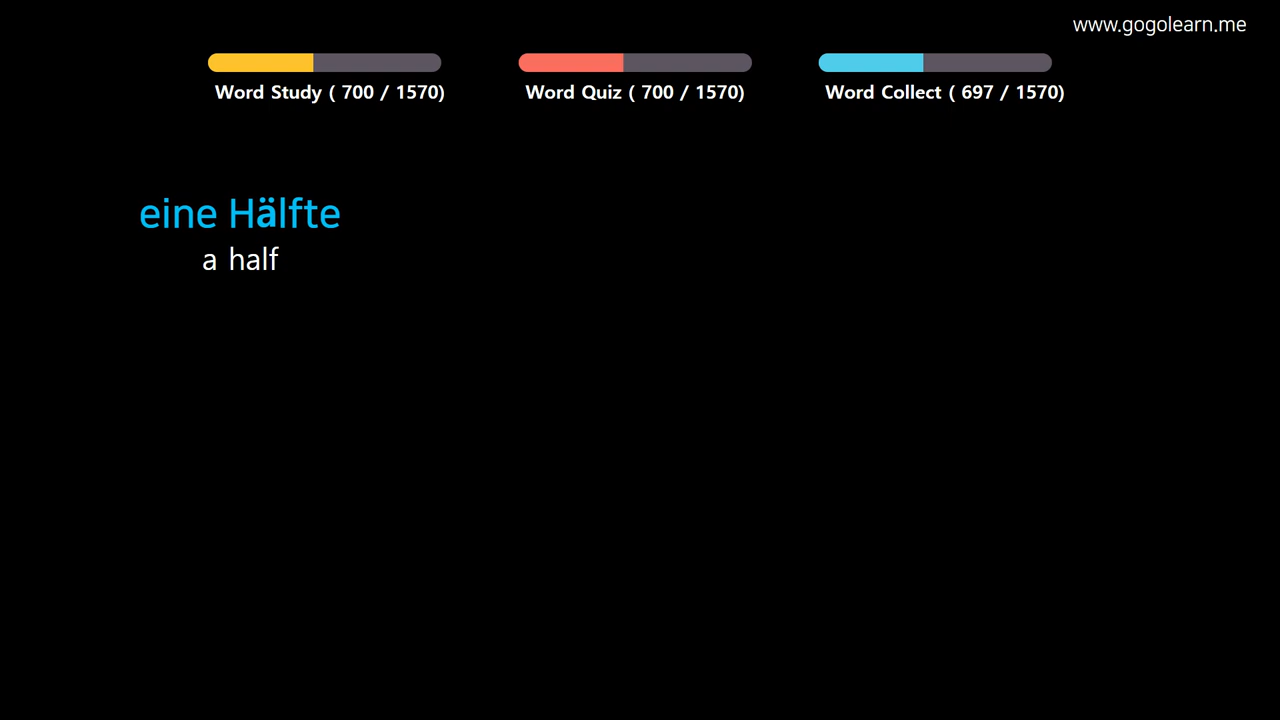 www.gogolearn.me
Word Study ( 700 / 1570)
Word Quiz ( 700 / 1570)
Word Collect ( 697 / 1570)
eine Hälfte
a half